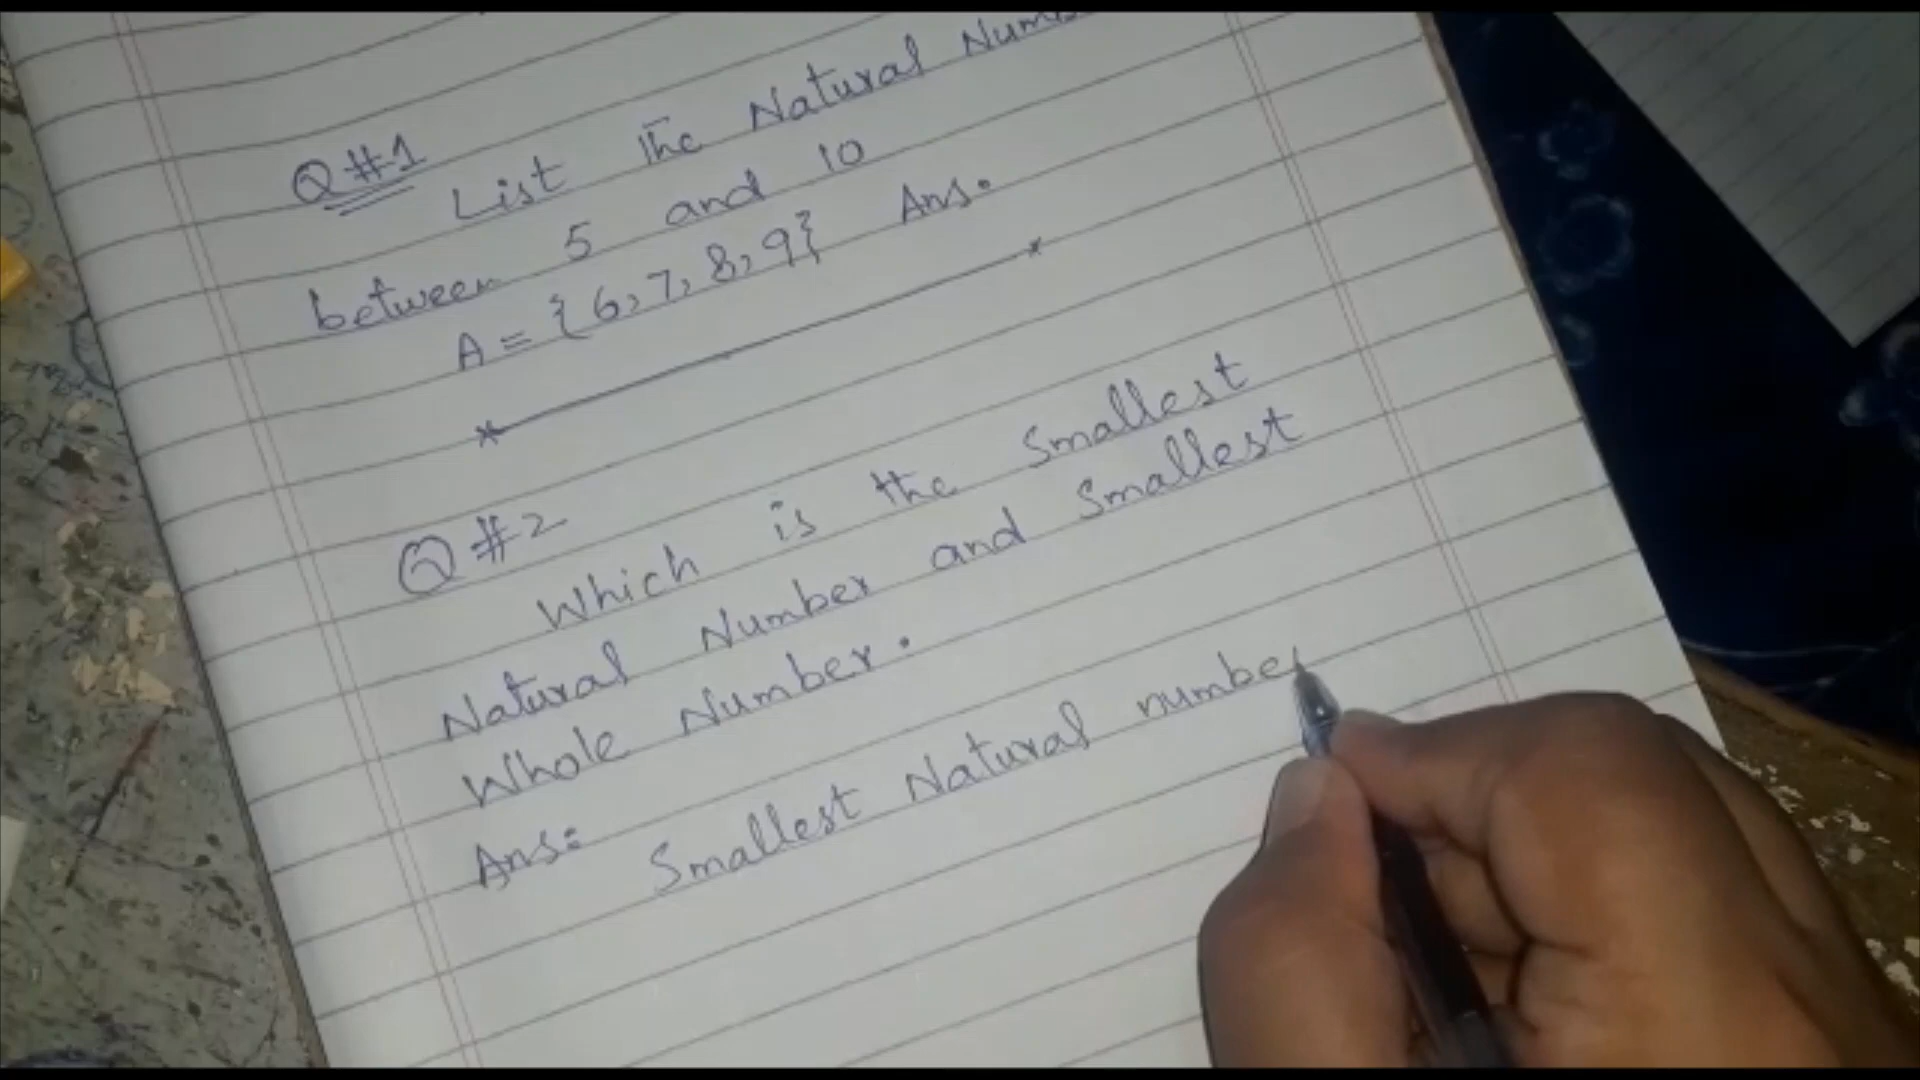 Q#1
List the Natural Num
between 5 and 10
A = {6, 7, 8, 9} Ans.
Q#2
Which is the Smallest
Natural Number and Smallest
Whole Number.
Ans: Smallest Natural number